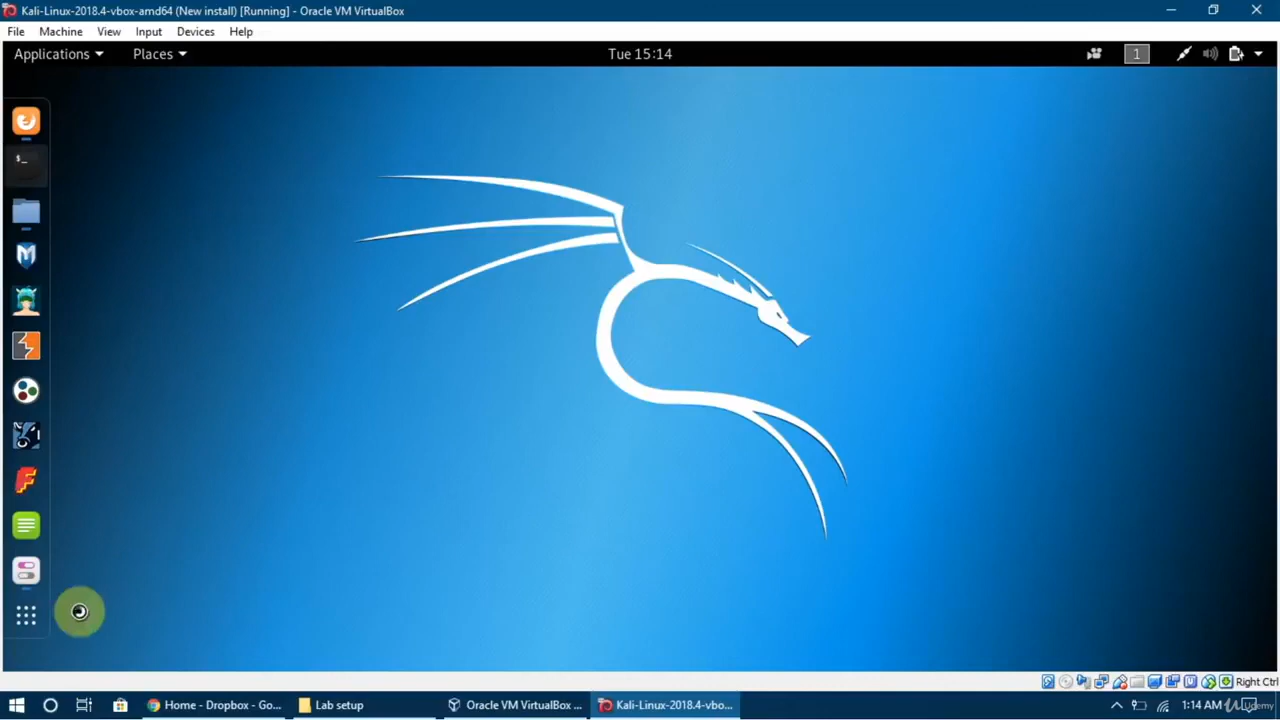 Kali-Linux-2018.4-vbox-amd64 (New install) [Running] - Oracle VM VirtualBox
File Machine View Input Devices Help
Applications Places Tue 15:14 1
$_
Right Ctrl
Home - Dropbox - Go... Lab setup Oracle VM VirtualBox ... Kali-Linux-2018.4-vbo... 1:14 AM Udemy